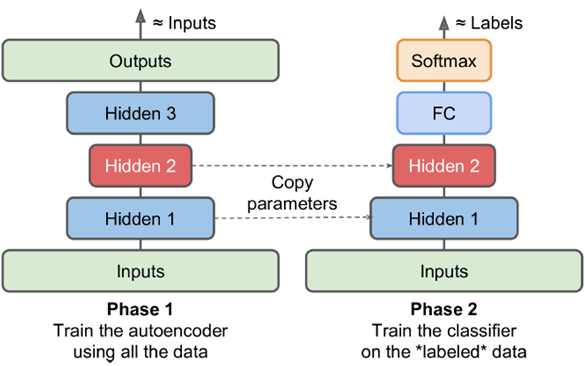 ≈ Inputs
Outputs
Hidden 3
Hidden 2
Hidden 1
Inputs
Phase 1
Train the autoencoder
using all the data
Copy
parameters
≈ Labels
Softmax
FC
Hidden 2
Hidden 1
Inputs
Phase 2
Train the classifier
on the *labeled* data